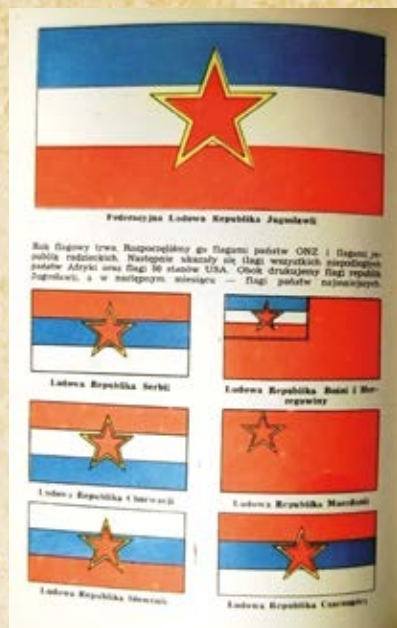 Federacyjna Ludowa Republika Jugosławii
Rok flagowy trwa. Rozpoczęliśmy go flagami państw ONZ i flagami re-
publik radzieckich. Następnie ukazały się flagi wszystkich niepodległych
państw Afryki oraz flagi 50 stanów USA. Obok drukujemy flagi republik
Jugosławii, a w następnym miesiącu — flagi państw najmniejszych.
Ludowa Republika Serbii
Ludowa Republika Bośni i Her-
cegowiny
Ludowa Republika Chorwacji
Ludowa Republika Macedonii
Ludowa Republika Słowenii
Ludowa Republika Czarnogóry